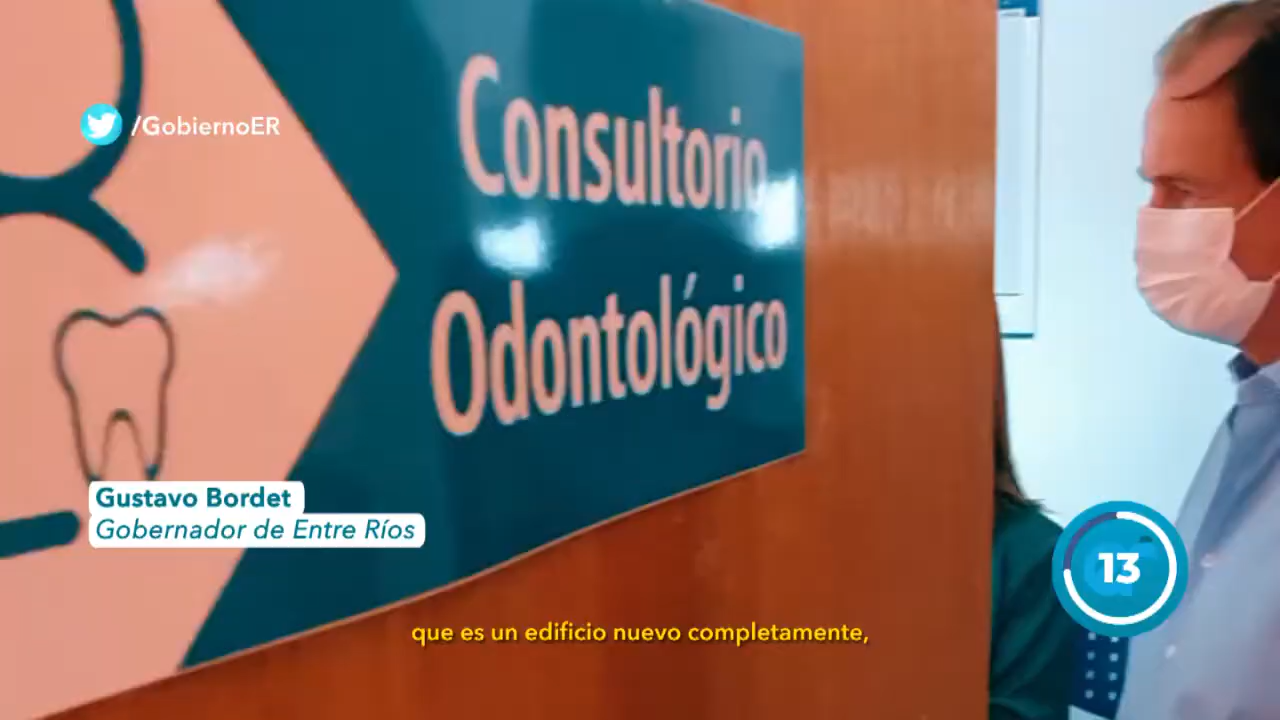 /GobiernoER
Consultorio
Odontológico
Gustavo Bordet
Gobernador de Entre Ríos
13
que es un edificio nuevo completamente,